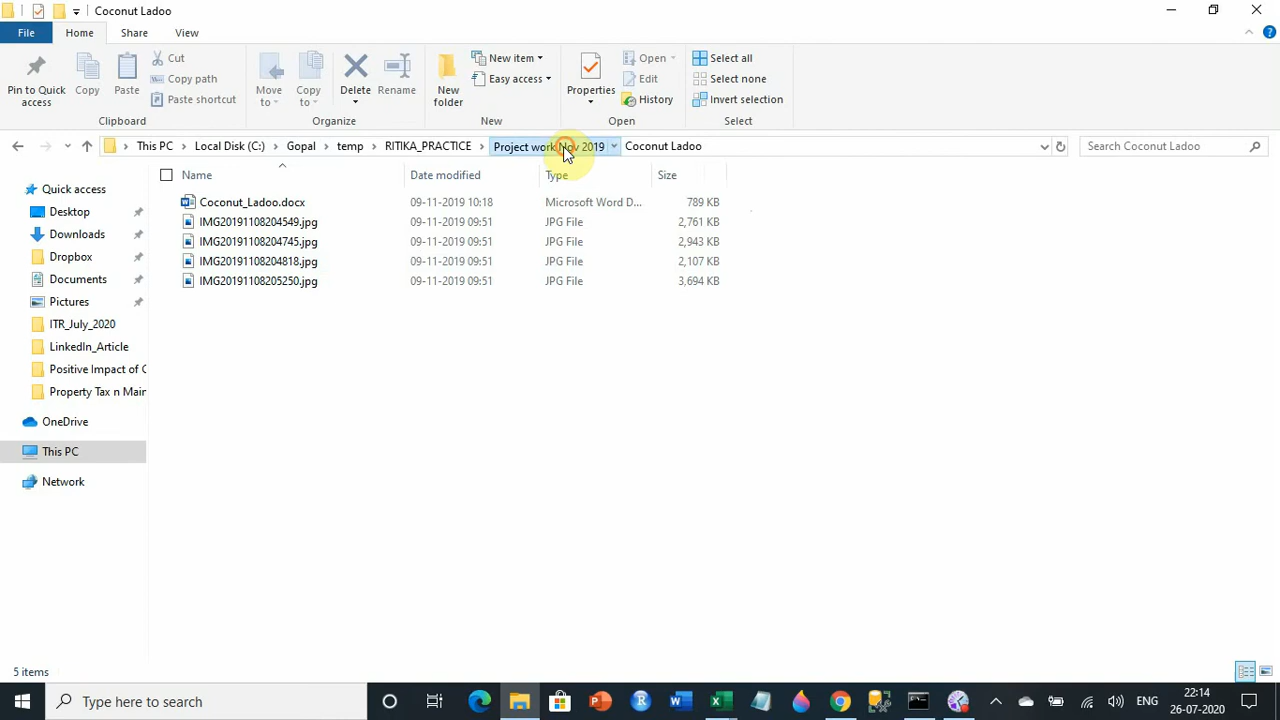 Coconut Ladoo
File Home Share View
Pin to Quick access
Copy
Paste
Cut
Copy path
Paste shortcut
Clipboard
Move to
Copy to
Delete
Rename
Organize
New folder
New item
Easy access
New
Properties
Open
Edit
History
Open
Select all
Select none
Invert selection
Select
This PC Local Disk (C:) Gopal temp RITIKA_PRACTICE Project work Nov 2019 Coconut Ladoo
Search Coconut Ladoo
Name Date modified Type Size
Coconut_Ladoo.docx 09-11-2019 10:18 Microsoft Word D... 789 KB
IMG20191108204549.jpg 09-11-2019 09:51 JPG File 2,761 KB
IMG20191108204745.jpg 09-11-2019 09:51 JPG File 2,943 KB
IMG20191108204818.jpg 09-11-2019 09:51 JPG File 2,107 KB
IMG20191108205250.jpg 09-11-2019 09:51 JPG File 3,694 KB
Quick access
Desktop
Downloads
Dropbox
Documents
Pictures
ITR_July_2020
LinkedIn_Article
Positive Impact of C
Property Tax n Main
OneDrive
This PC
Network
5 items
Type here to search
ENG
22:14
26-07-2020